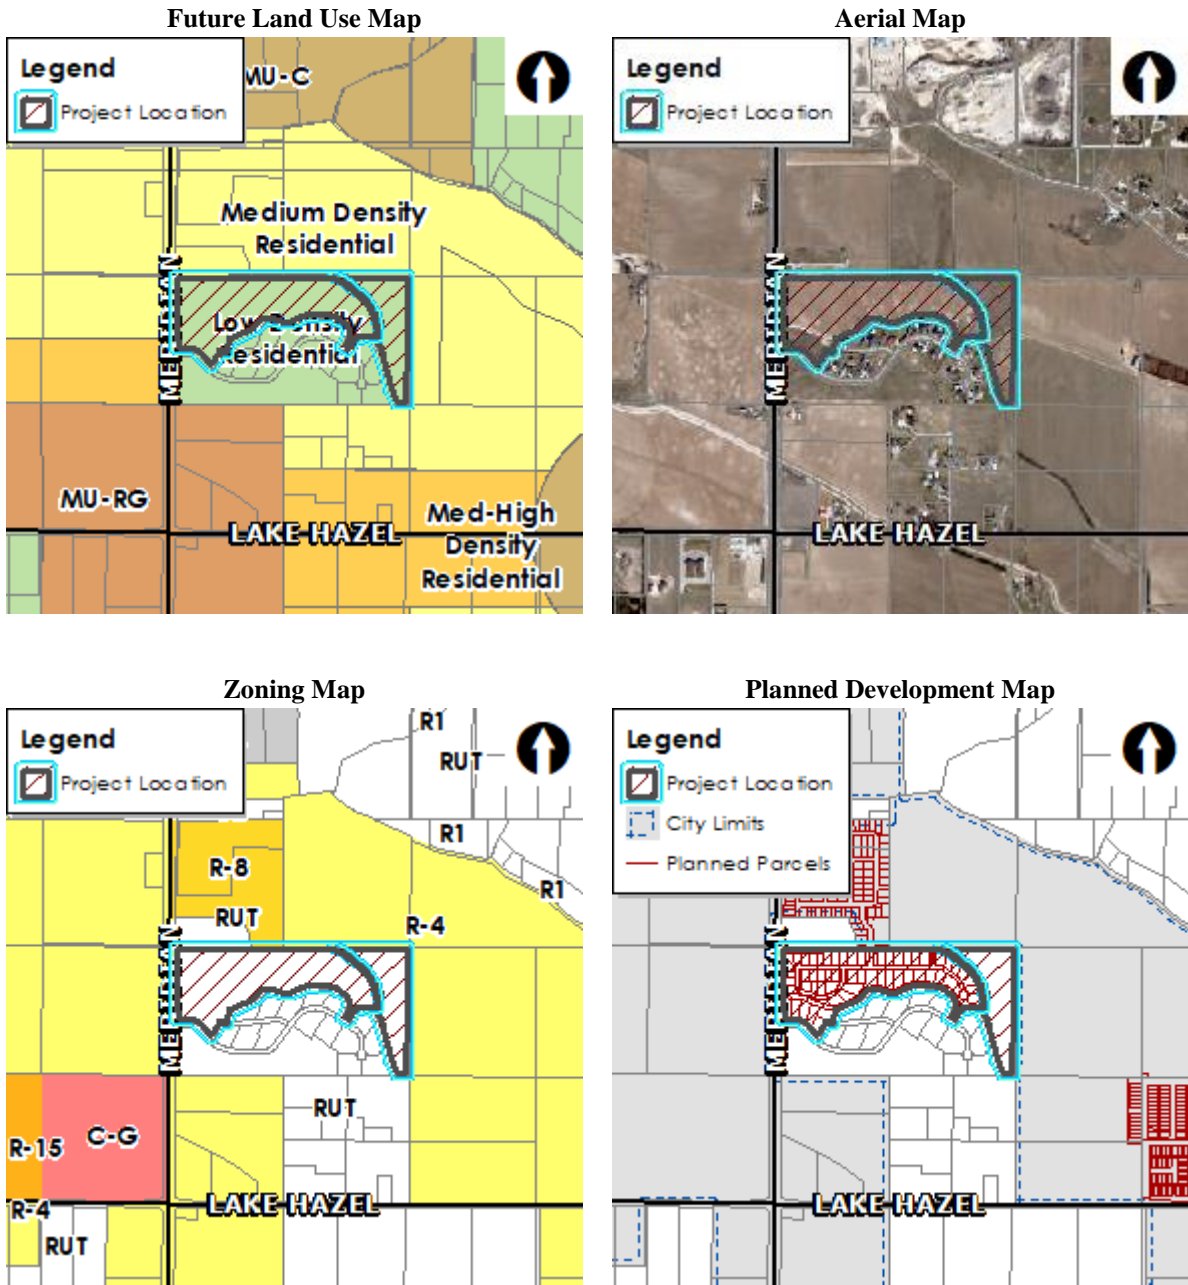 Future Land Use Map
Aerial Map
Legend
Project Location
MU-C
Medium Density
Residential
Low Density
Residential
MERIDIAN
MU-RG
LAKE HAZEL
Med-High
Density
Residential
Legend
Project Location
MERIDIAN
LAKE HAZEL
Zoning Map
Planned Development Map
Legend
Project Location
R1
RUT
R1
R-8
R1
RUT
R-4
MERIDIAN
RUT
C-G
R-15
LAKE HAZEL
R-4
RUT
Legend
Project Location
City Limits
Planned Parcels
MERIDIAN
LAKE HAZEL